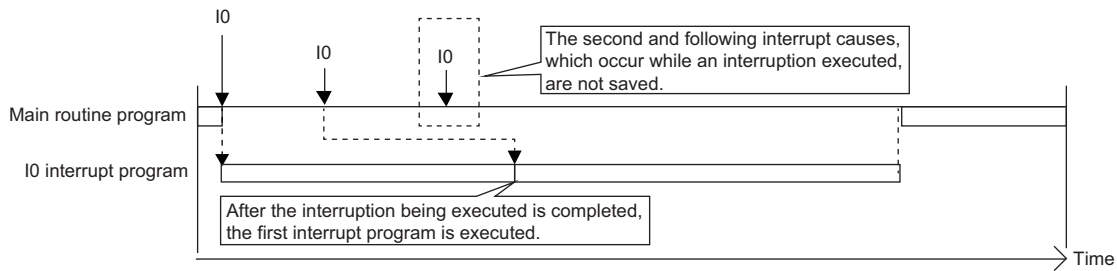 I0
I0
I0
The second and following interrupt causes,
which occur while an interruption executed,
are not saved.
Main routine program
I0 interrupt program
After the interruption being executed is completed,
the first interrupt program is executed.
Time